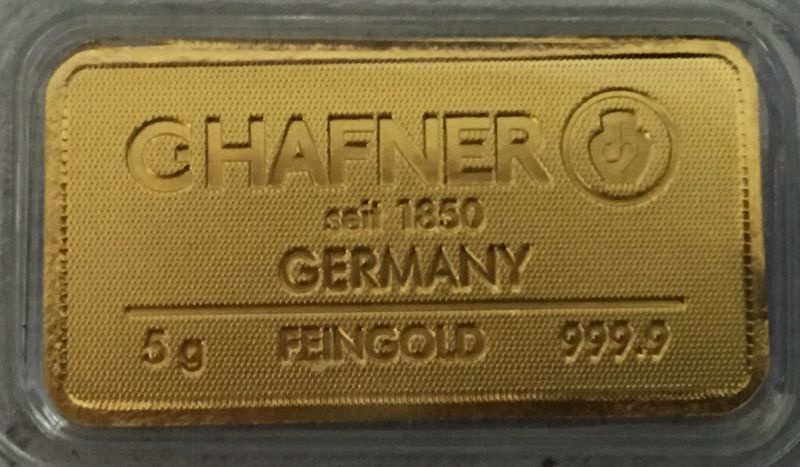 C.HAFNER
seit 1850
GERMANY
5 g FEINGOLD 999.9